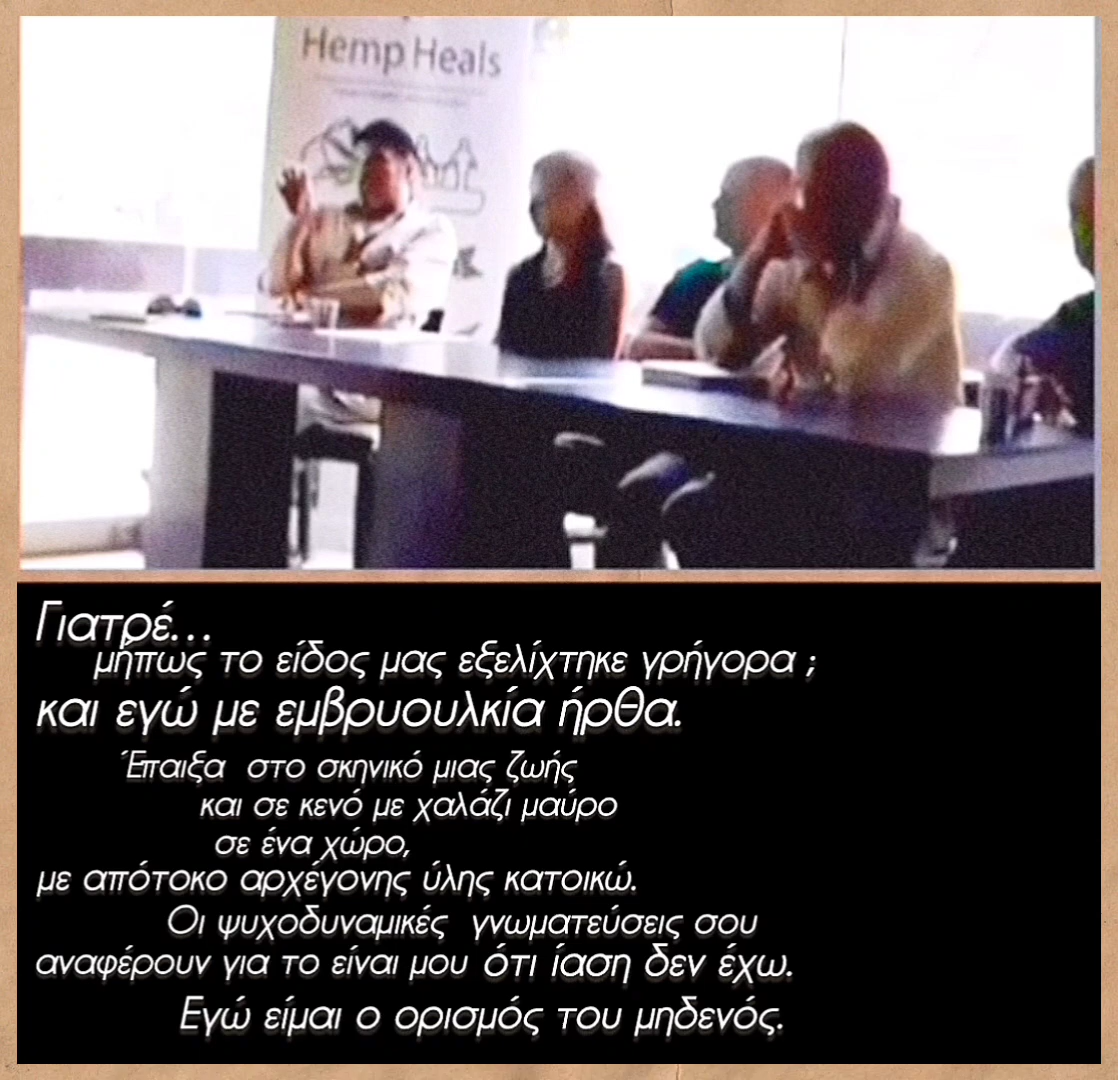 Hemp Heals
Γιατρέ...
μήπως το είδος μας εξελίχτηκε γρήγορα ;
και εγώ με εμβρυουλκία ήρθα.
Έπαιξα στο σκηνικό μιας ζωής
και σε κενό με χαλάζι μαύρο
σε ένα χώρο,
με απότοκο αρχέγονης ύλης κατοικώ.
Οι ψυχοδυναμικές γνωματεύσεις σου
αναφέρουν για το είναι μου ότι ίαση δεν έχω.
Εγώ είμαι ο ορισμός του μηδενός.